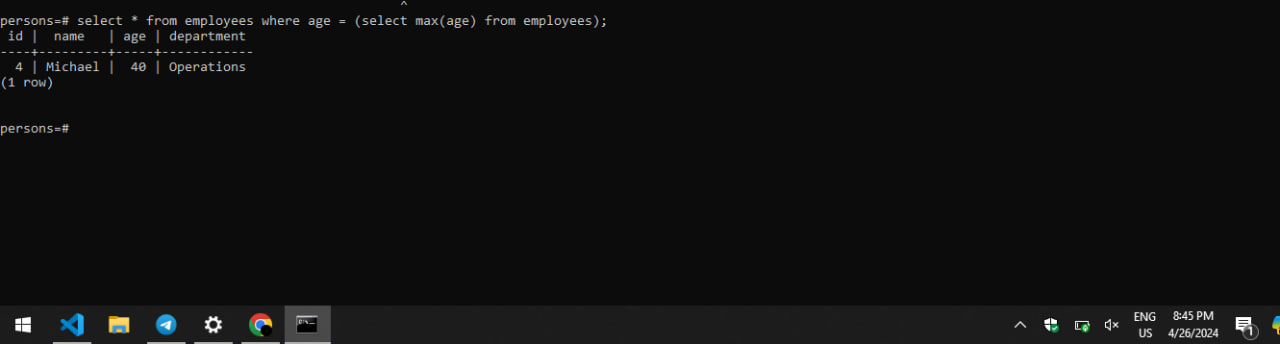 ^
persons=# select * from employees where age = (select max(age) from employees);
 id |  name   | age | department
----+---------+-----+------------
  4 | Michael |  40 | Operations
(1 row)
persons=#
ENG
US
8:45 PM
4/26/2024
1